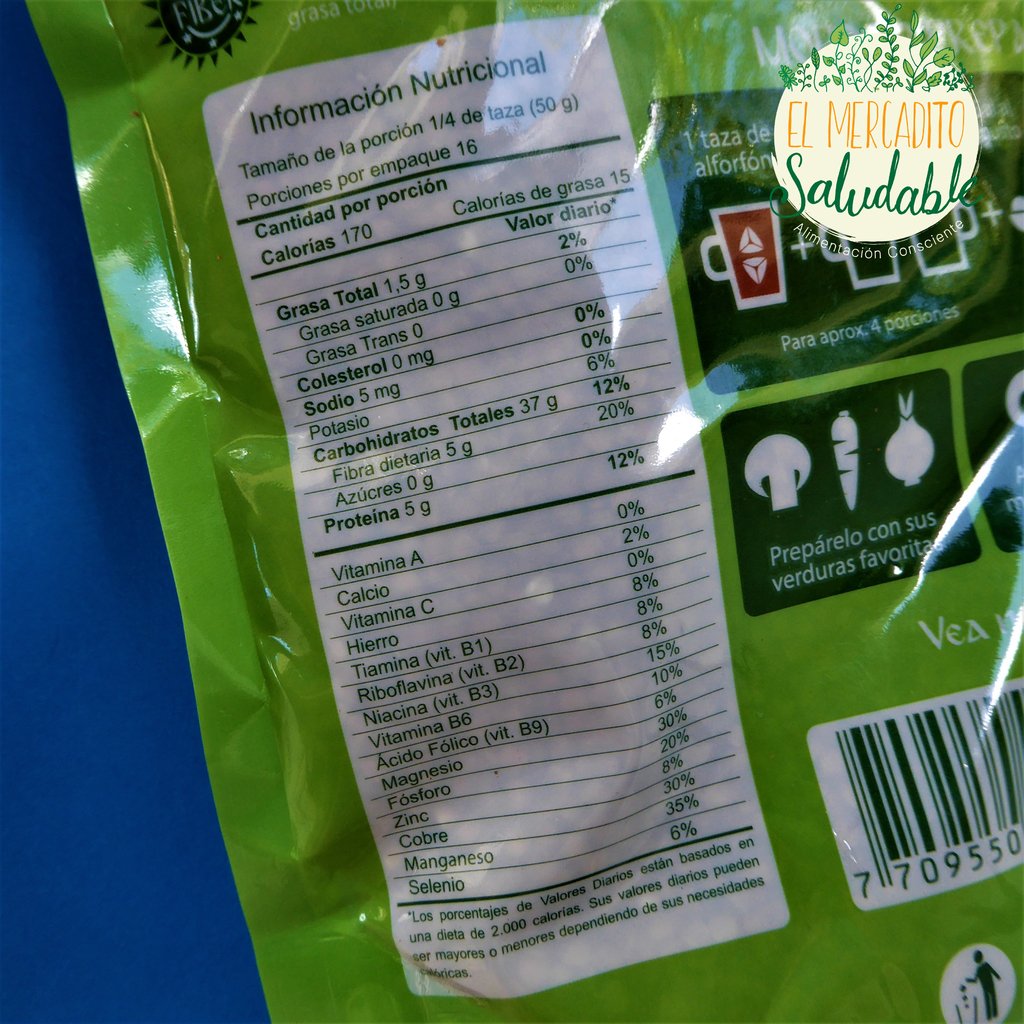 FIBER
grasa total)
Información Nutricional
Tamaño de la porción 1/4 de taza (50 g)
Porciones por empaque 16
Cantidad por porción
Calorías 170 Calorías de grasa 15
Valor diario*
Grasa Total 1,5 g 2%
Grasa saturada 0 g 0%
Grasa Trans 0
Colesterol 0 mg 0%
Sodio 5 mg 0%
Potasio 6%
Carbohidratos Totales 37 g 12%
Fibra dietaria 5 g 20%
Azúcres 0 g
Proteína 5 g 12%
Vitamina A 0%
Calcio 2%
Vitamina C 0%
Hierro 8%
Tiamina (vit. B1) 8%
Riboflavina (vit. B2) 8%
Niacina (vit. B3) 15%
Vitamina B6 10%
Ácido Fólico (vit. B9) 6%
Magnesio 30%
Fósforo 20%
Zinc 8%
Cobre 30%
Manganeso 35%
Selenio 6%
*Los porcentajes de Valores Diarios están basados en
una dieta de 2.000 calorías. Sus valores diarios pueden
ser mayores o menores dependiendo de sus necesidades
calóricas.
EL MERCADITO
Saludable
Alimentación Consciente
1 taza de
alforfón
Para aprox. 4 porciones
Prepárelo con sus
verduras favoritas
Vea
7 709550